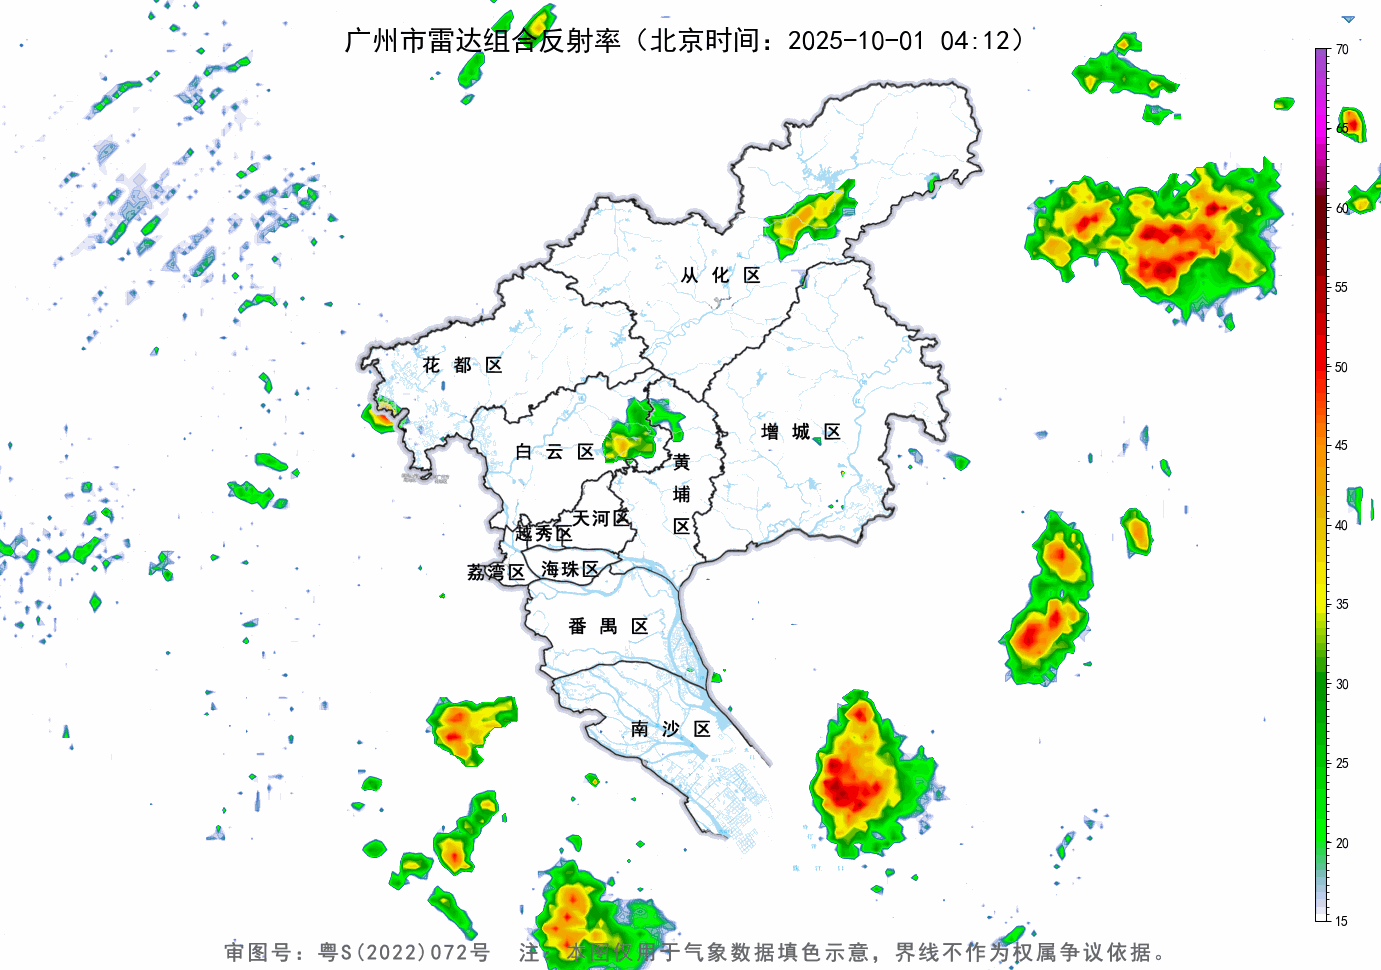 广州市雷达组合反射率（北京时间：2025-10-01 04:12）
70
65
60
55
50
45
40
35
30
25
20
15
从 化 区
花 都 区
增 城 区
白 云 区
黄
埔
区
天河区
越秀区
荔湾区
海珠区
番 禺 区
南 沙 区
审图号：粤S(2022)072号 注：本图仅用于气象数据填色示意，界线不作为权属争议依据。